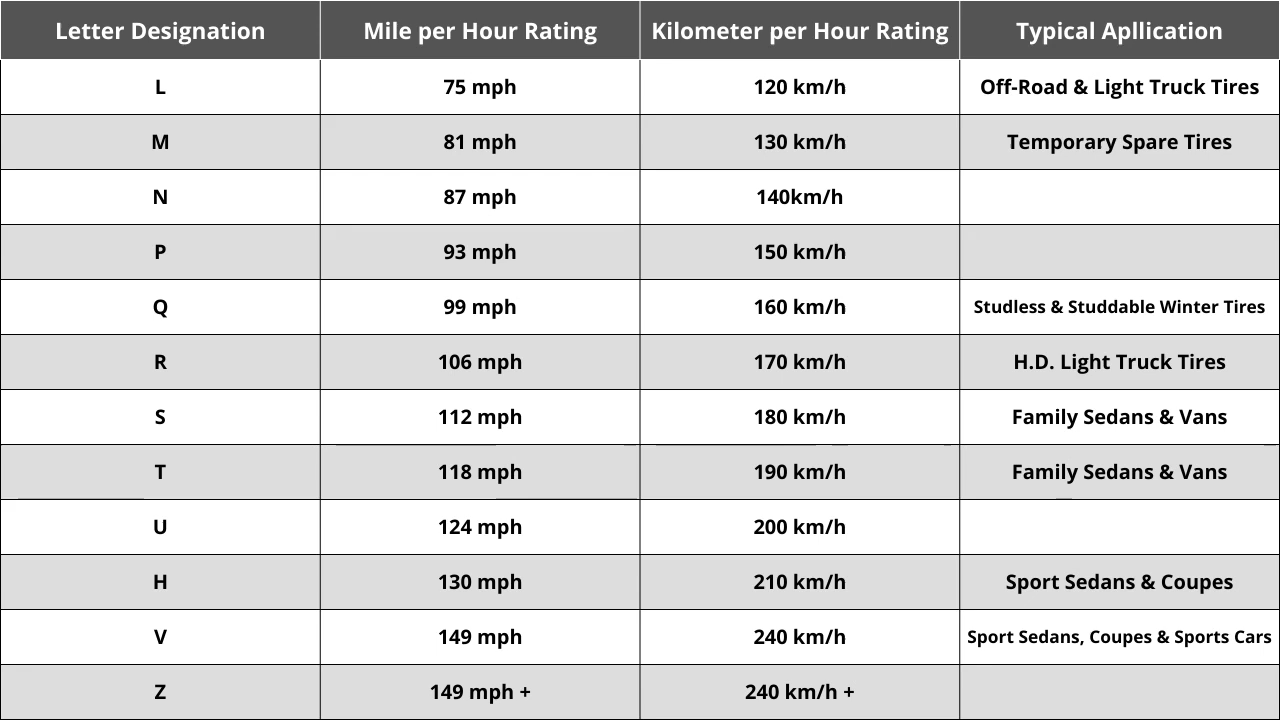 Letter Designation Mile per Hour Rating Kilometer per Hour Rating Typical Apllication
L 75 mph 120 km/h Off-Road & Light Truck Tires
M 81 mph 130 km/h Temporary Spare Tires
N 87 mph 140km/h
P 93 mph 150 km/h
Q 99 mph 160 km/h Studless & Studdable Winter Tires
R 106 mph 170 km/h H.D. Light Truck Tires
S 112 mph 180 km/h Family Sedans & Vans
T 118 mph 190 km/h Family Sedans & Vans
U 124 mph 200 km/h
H 130 mph 210 km/h Sport Sedans & Coupes
V 149 mph 240 km/h Sport Sedans, Coupes & Sports Cars
Z 149 mph + 240 km/h +